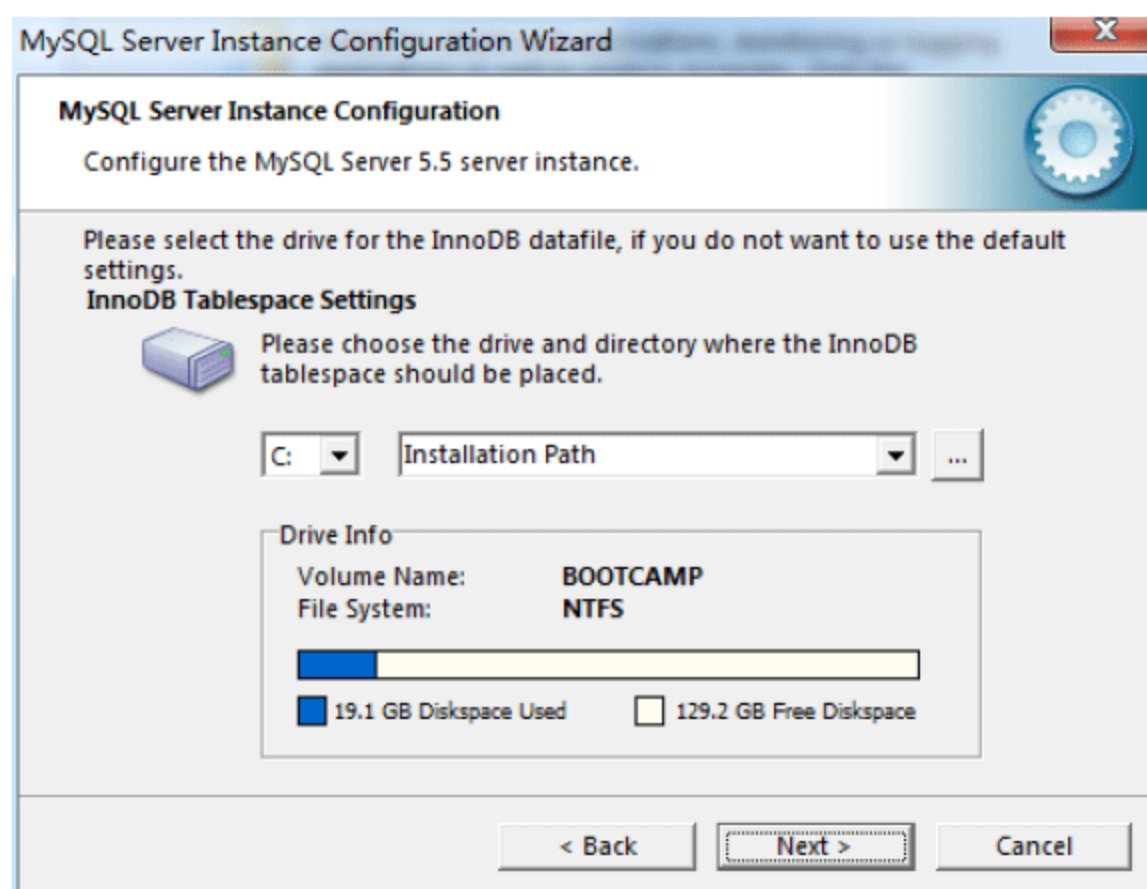 MySQL Server Instance Configuration Wizard
X
MySQL Server Instance Configuration
Configure the MySQL Server 5.5 server instance.
Please select the drive for the InnoDB datafile, if you do not want to use the default
settings.
InnoDB Tablespace Settings
Please choose the drive and directory where the InnoDB
tablespace should be placed.
C: Installation Path ...
Drive Info
Volume Name: BOOTCAMP
File System: NTFS
19.1 GB Diskspace Used 129.2 GB Free Diskspace
< Back Next > Cancel